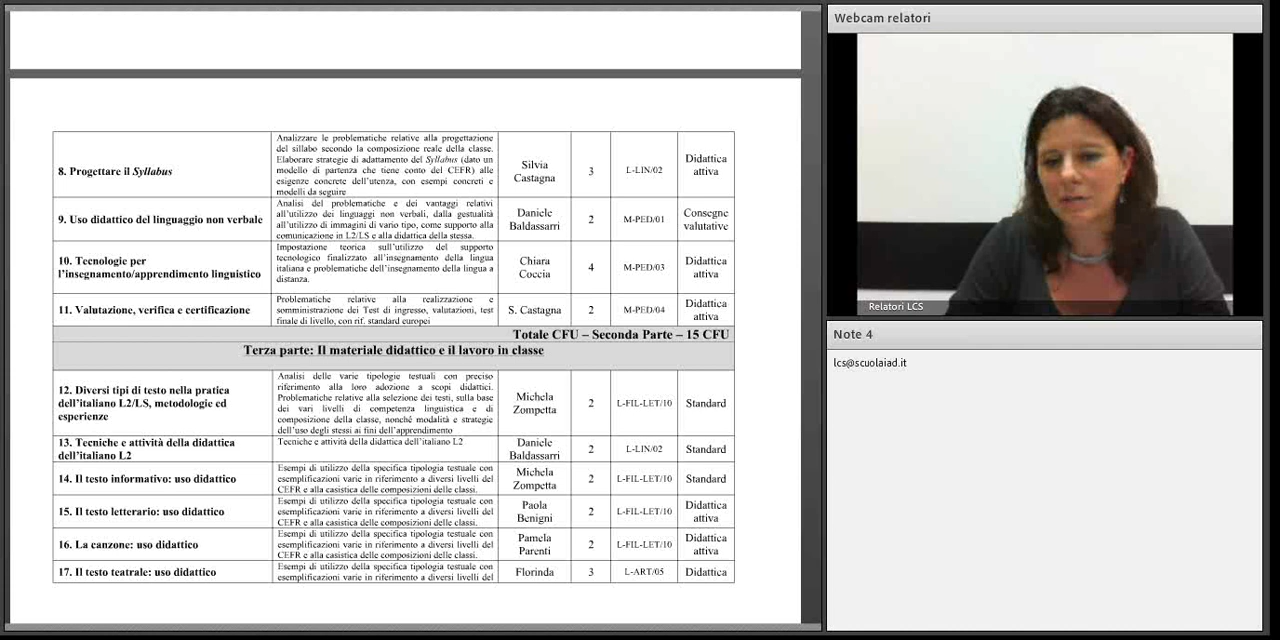 Webcam relatori
8. Progettare il Syllabus
Analizzare le problematiche relative alla progettazione
del sillabo secondo la composizione reale della classe.
Elaborare strategie di adattamento del Syllabus (dato un
modello di partenza che tiene conto del CEFR) alle
esigenze concrete dell'utenza, con esempi concreti e
modelli da seguire
Silvia
Castagna
3
L-LIN/02
Didattica
attiva
9. Uso didattico del linguaggio non verbale
Analisi del problematiche e dei vantaggi relativi
all'utilizzo dei linguaggi non verbali, dalla gestualità
all'utilizzo di immagini di vario tipo, come supporto alla
comunicazione in L2/LS e alla didattica della stessa.
Daniele
Baldassarri
2
M-PED/01
Consegne
valutative
10. Tecnologie per
l'insegnamento/apprendimento linguistico
Impostazione teorica sull'utilizzo del supporto
tecnologico finalizzato all'insegnamento della lingua
italiana e problematiche dell'insegnamento della lingua a
distanza.
Chiara
Coccia
4
M-PED/03
Didattica
attiva
11. Valutazione, verifica e certificazione
Problematiche relative alla realizzazione e
somministrazione dei Test di ingresso, valutazioni, test
finale di livello, con rif. standard europei
S. Castagna
2
M-PED/04
Didattica
attiva
Totale CFU – Seconda Parte – 15 CFU
Terza parte: Il materiale didattico e il lavoro in classe
12. Diversi tipi di testo nella pratica
dell'italiano L2/LS, metodologie ed
esperienze
Analisi delle varie tipologie testuali con preciso
riferimento alla loro adozione a scopi didattici.
Problematiche relative alla selezione dei testi, sulla base
dei vari livelli di competenza linguistica e di
composizione della classe, nonché modalità e strategie
dell'uso degli stessi ai fini dell'apprendimento
Michela
Zompetta
2
L-FIL-LET/10
Standard
13. Tecniche e attività della didattica
dell'italiano L2
Tecniche e attività della didattica dell'italiano L2
Daniele
Baldassarri
2
L-LIN/02
Standard
14. Il testo informativo: uso didattico
Esempi di utilizzo della specifica tipologia testuale con
esemplificazioni varie in riferimento a diversi livelli del
CEFR e alla casistica delle composizioni delle classi.
Michela
Zompetta
2
L-FIL-LET/10
Standard
15. Il testo letterario: uso didattico
Esempi di utilizzo della specifica tipologia testuale con
esemplificazioni varie in riferimento a diversi livelli del
CEFR e alla casistica delle composizioni delle classi.
Paola
Benigni
2
L-FIL-LET/10
Didattica
attiva
16. La canzone: uso didattico
Esempi di utilizzo della specifica tipologia testuale con
esemplificazioni varie in riferimento a diversi livelli del
CEFR e alla casistica delle composizioni delle classi.
Pamela
Parenti
2
L-FIL-LET/10
Didattica
attiva
17. Il testo teatrale: uso didattico
Esempi di utilizzo della specifica tipologia testuale con
esemplificazioni varie in riferimento a diversi livelli del
Florinda
3
L-ART/05
Didattica
Relatori LCS
Note 4
lcs@scuolaiad.it